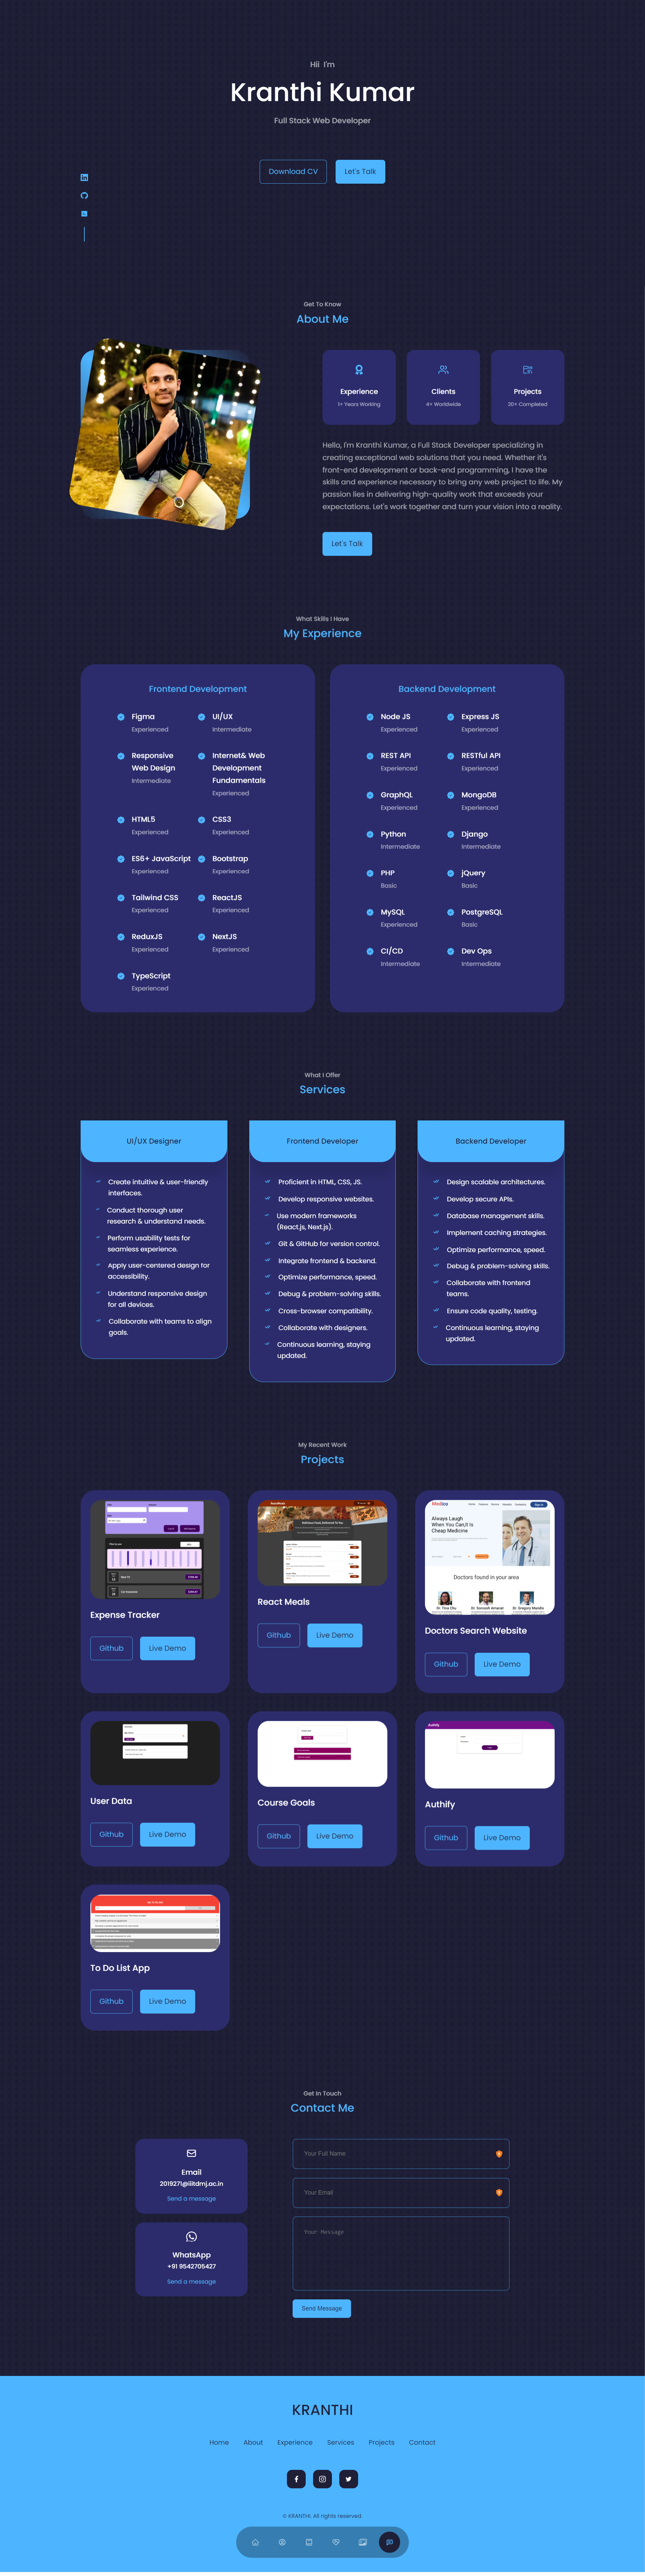 Hii I'm
Kranthi Kumar
Full Stack Web Developer
Download CV
Let's Talk
Get To Know
About Me
Experience
1+ Years Working
Clients
4+ Worldwide
Projects
20+ Completed
Hello, I'm Kranthi Kumar, a Full Stack Developer specializing in
creating exceptional web solutions that you need. Whether it's
front-end development or back-end programming, I have the
skills and experience necessary to bring any web project to life. My
passion lies in delivering high-quality work that exceeds your
expectations. Let's work together and turn your vision into a reality.
Let's Talk
What Skills I Have
My Experience
Frontend Development
Figma
Experienced
UI/UX
Intermediate
Responsive
Web Design
Intermediate
Internet& Web
Development
Fundamentals
Experienced
HTML5
Experienced
CSS3
Experienced
ES6+ JavaScript
Experienced
Bootstrap
Experienced
Tailwind CSS
Experienced
ReactJS
Experienced
ReduxJS
Experienced
NextJS
Experienced
TypeScript
Experienced
Backend Development
Node JS
Experienced
Express JS
Experienced
REST API
Experienced
RESTful API
Experienced
GraphQL
Experienced
MongoDB
Experienced
Python
Intermediate
Django
Intermediate
PHP
Basic
jQuery
Basic
MySQL
Experienced
PostgreSQL
Basic
CI/CD
Intermediate
Dev Ops
Intermediate
What I Offer
Services
UI/UX Designer
Create intuitive & user-friendly
interfaces.
Conduct thorough user
research & understand needs.
Perform usability tests for
seamless experience.
Apply user-centered design for
accessibility.
Understand responsive design
for all devices.
Collaborate with teams to align
goals.
Frontend Developer
Proficient in HTML, CSS, JS.
Develop responsive websites.
Use modern frameworks
(React.js, Next.js).
Git & GitHub for version control.
Integrate frontend & backend.
Optimize performance, speed.
Debug & problem-solving skills.
Cross-browser compatibility.
Collaborate with designers.
Continuous learning, staying
updated.
Backend Developer
Design scalable architectures.
Develop secure APIs.
Database management skills.
Implement caching strategies.
Optimize performance, speed.
Debug & problem-solving skills.
Collaborate with frontend
teams.
Ensure code quality, testing.
Continuous learning, staying
updated.
My Recent Work
Projects
Expense Tracker
Github
Live Demo
React Meals
Github
Live Demo
Always Laugh
When You Can,It Is
Cheap Medicine
Doctors found in your area
Doctors Search Website
Github
Live Demo
User Data
Github
Live Demo
Course Goals
Github
Live Demo
Authify
Authify
Github
Live Demo
To Do List App
Github
Live Demo
Get in Touch
Contact Me
Email
2019271@iiitdmj.ac.in
Send a message
WhatsApp
+91 9542705427
Send a message
Your Full Name
Your Email
Your Message
Send Message
KRANTHI
Home
About
Experience
Services
Projects
Contact
© KRANTHI. All rights reserved.